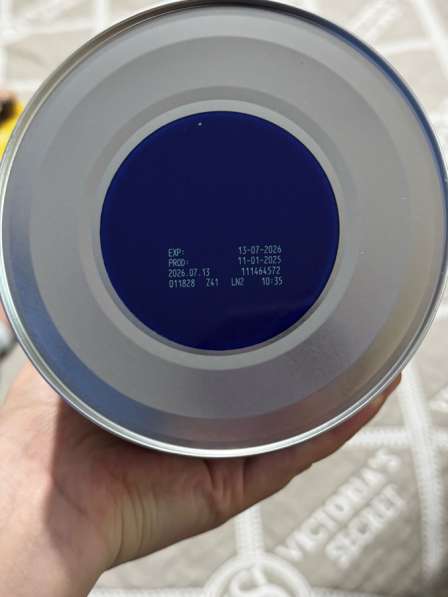 EXP: 13-07-2026
PROD: 11-01-2025
2026.07.13 111464572
011828 Z41 LN2 10:35
VICTORIA'S
SECRET